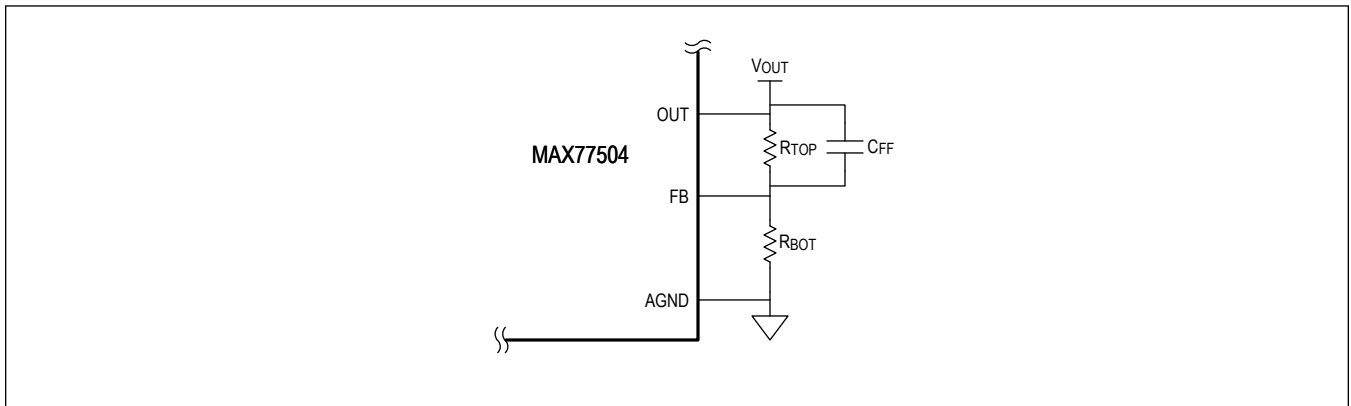 VOUT
OUT
RTOP
CFF
MAX77504
FB
RBOT
AGND